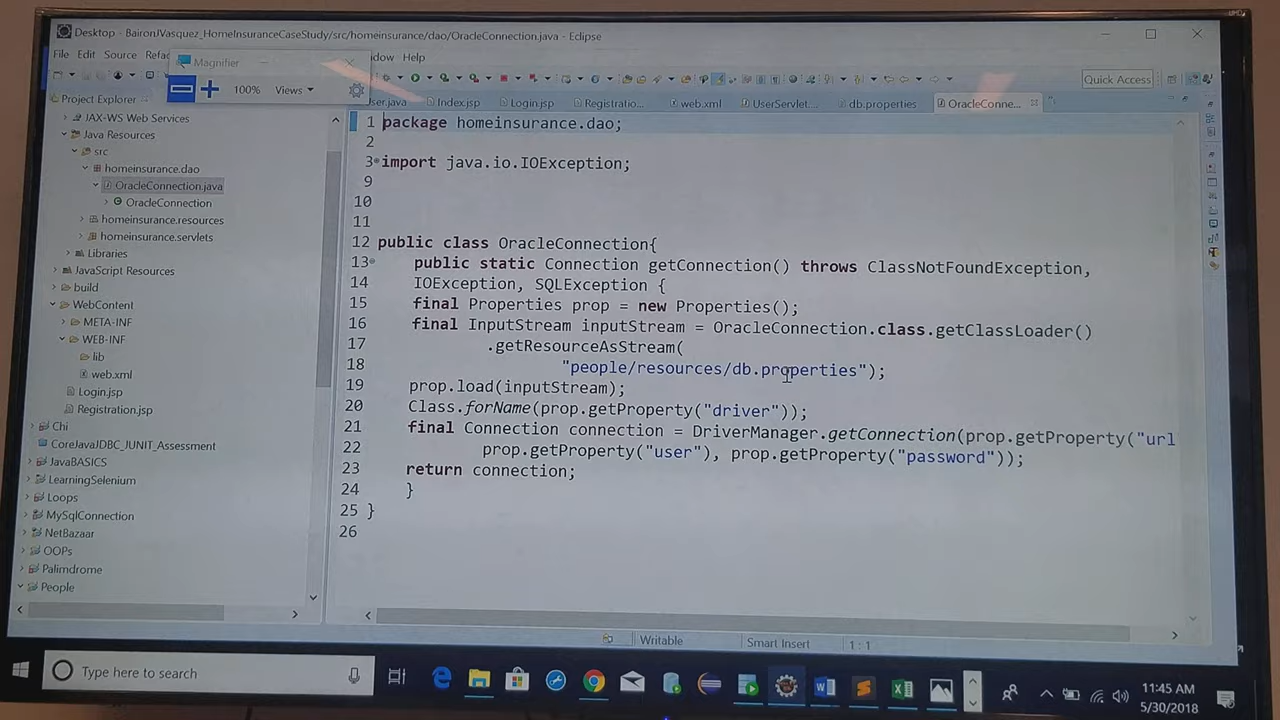 Desktop - BaironJVasquez_HomeInsuranceCaseStudy/src/homeinsurance/dao/OracleConnection.java - Eclipse
File Edit Source Help
Magnifier
100% Views
Quick Access
Project Explorer
Index.jsp Login.jsp Registratio... web.xml UserServlet.... db.properties OracleConne...
JAX-WS Web Services
Java Resources
src
homeinsurance.dao
OracleConnection.java
OracleConnection
homeinsurance.resources
homeinsurance.servlets
Libraries
JavaScript Resources
build
WebContent
META-INF
WEB-INF
lib
web.xml
Login.jsp
Registration.jsp
Chi
CoreJavaJDBC_JUNIT_Assessment
JavaBASICS
LearningSelenium
Loops
MySqlConnection
NetBazaar
OOPs
Palimdrome
People
1 package homeinsurance.dao;
2
3 import java.io.IOException;
9
10
11
12 public class OracleConnection{
13 public static Connection getConnection() throws ClassNotFoundException,
14 IOException, SQLException {
15 final Properties prop = new Properties();
16 final InputStream inputStream = OracleConnection.class.getClassLoader()
17 .getResourceAsStream(
18 "people/resources/db.properties");
19 prop.load(inputStream);
20 Class.forName(prop.getProperty("driver"));
21 final Connection connection = DriverManager.getConnection(prop.getProperty("url
22 prop.getProperty("user"), prop.getProperty("password"));
23 return connection;
24 }
25 }
26
Writable Smart Insert 1 : 1
Type here to search
11:45 AM
5/30/2018